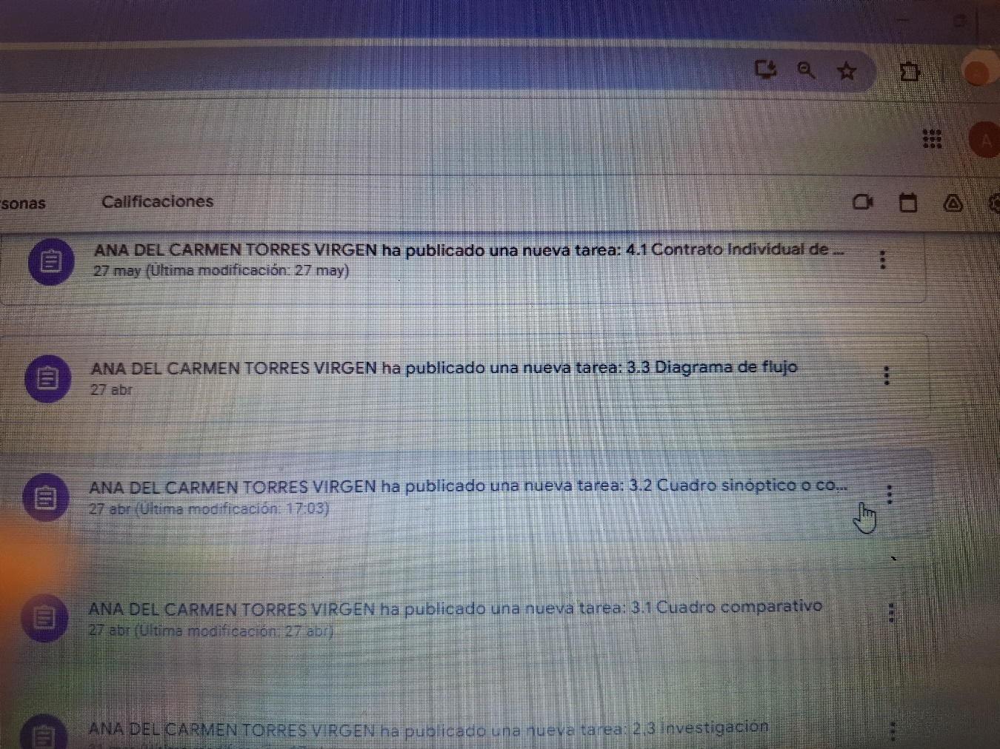 sonas
Calificaciones
A
ANA DEL CARMEN TORRES VIRGEN ha publicado una nueva tarea: 4.1 Contrato Individual de ...
27 may (Última modificación: 27 may)
ANA DEL CARMEN TORRES VIRGEN ha publicado una nueva tarea: 3.3 Diagrama de flujo
27 abr
ANA DEL CARMEN TORRES VIRGEN ha publicado una nueva tarea: 3.2 Cuadro sinóptico o co...
27 abr (Última modificación: 17:03)
ANA DEL CARMEN TORRES VIRGEN ha publicado una nueva tarea: 3.1 Cuadro comparativo
27 abr (Última modificación: 27 abr)
ANA DEL CARMEN TORRES VIRGEN ha publicado una nueva tarea: 2.3 Investigación